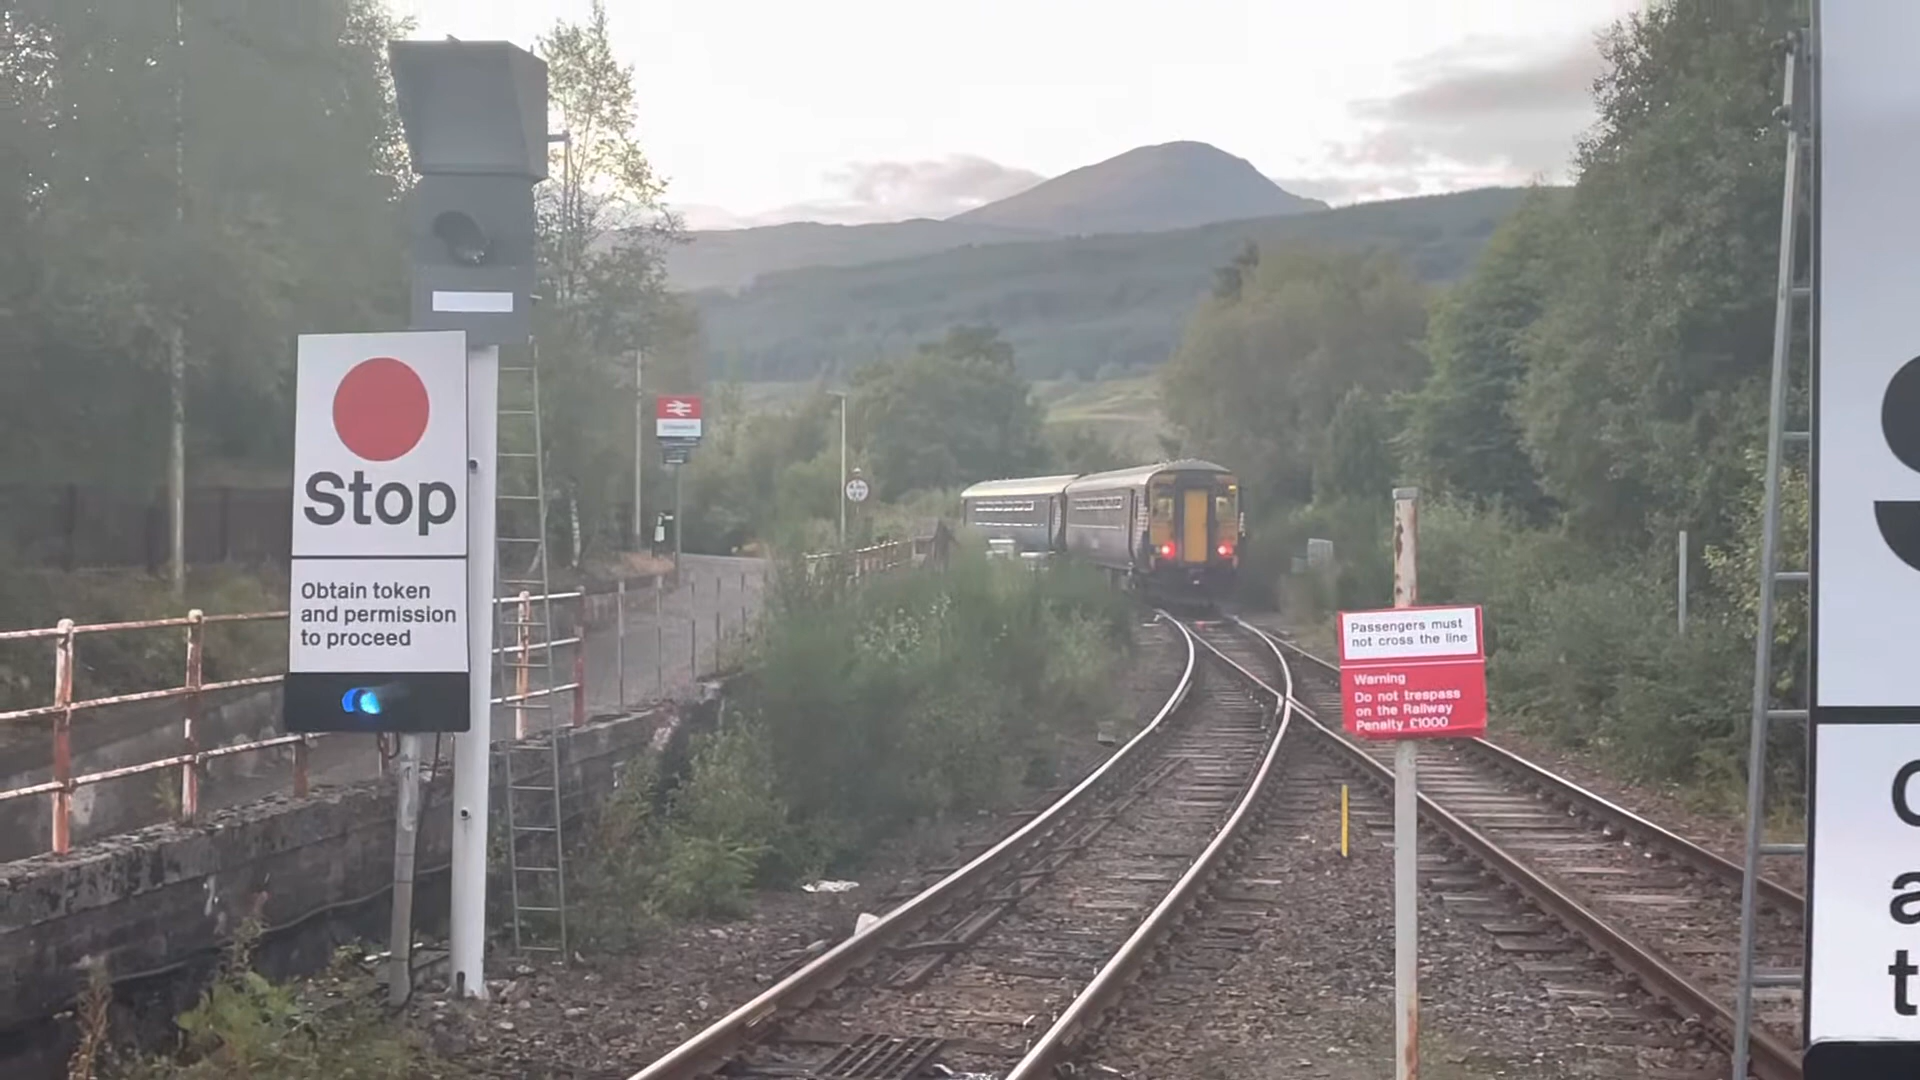 Stop
Obtain token
and permission
to proceed
Passengers must
not cross the line
Warning
Do not trespass
on the Railway
Penalty £1000